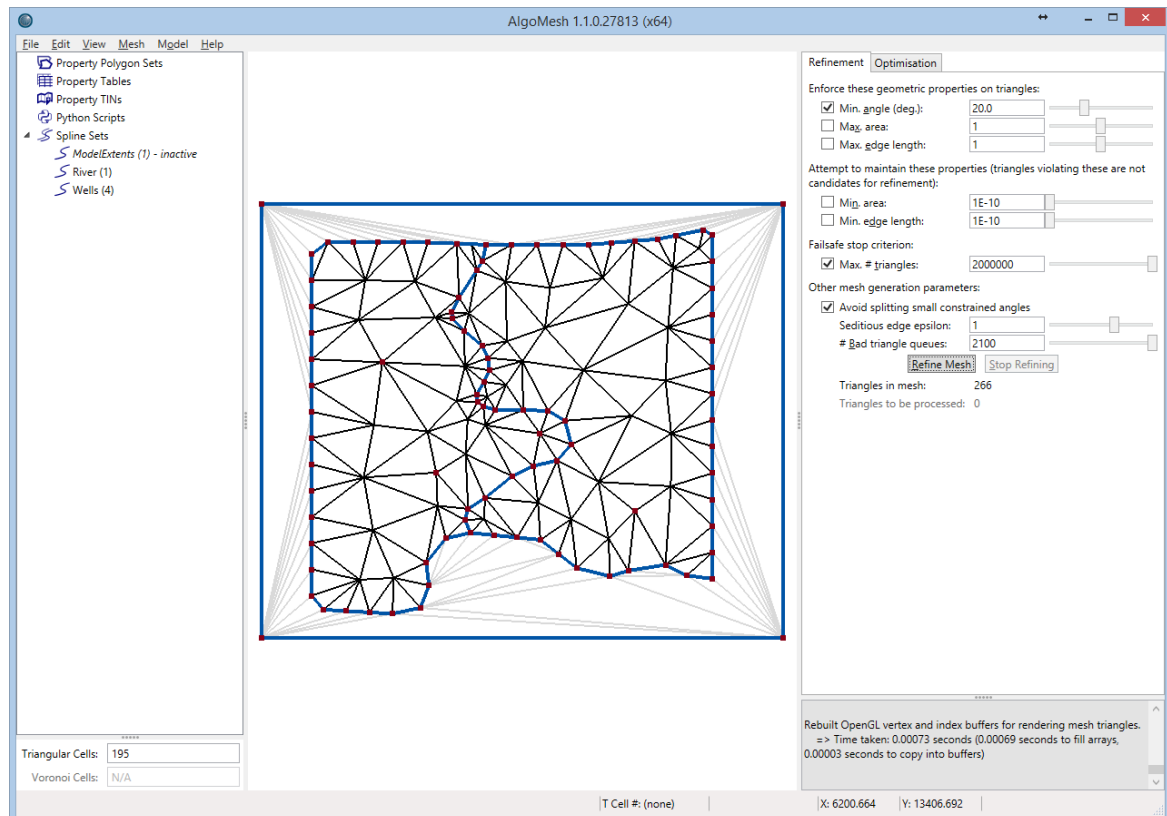 AlgoMesh 1.1.0.27813 (x64)
File Edit View Mesh Model Help
Property Polygon Sets
Property Tables
Property TINs
Python Scripts
Spline Sets
ModelExtents (1) - inactive
River (1)
Wells (4)
Triangular Cells: 195
Voronoi Cells: N/A
Refinement Optimisation
Enforce these geometric properties on triangles:
Min. angle (deg.): 20.0
Max. area: 1
Max. edge length: 1
Attempt to maintain these properties (triangles violating these are not
candidates for refinement):
Min. area: 1E-10
Min. edge length: 1E-10
Failsafe stop criterion:
Max. # triangles: 2000000
Other mesh generation parameters:
Avoid splitting small constrained angles
Seditious edge epsilon: 1
# Bad triangle queues: 2100
Refine Mesh Stop Refining
Triangles in mesh: 266
Triangles to be processed: 0
Rebuilt OpenGL vertex and index buffers for rendering mesh triangles.
=> Time taken: 0.00073 seconds (0.00069 seconds to fill arrays,
0.00003 seconds to copy into buffers)
T Cell #: (none) X: 6200.664 Y: 13406.692